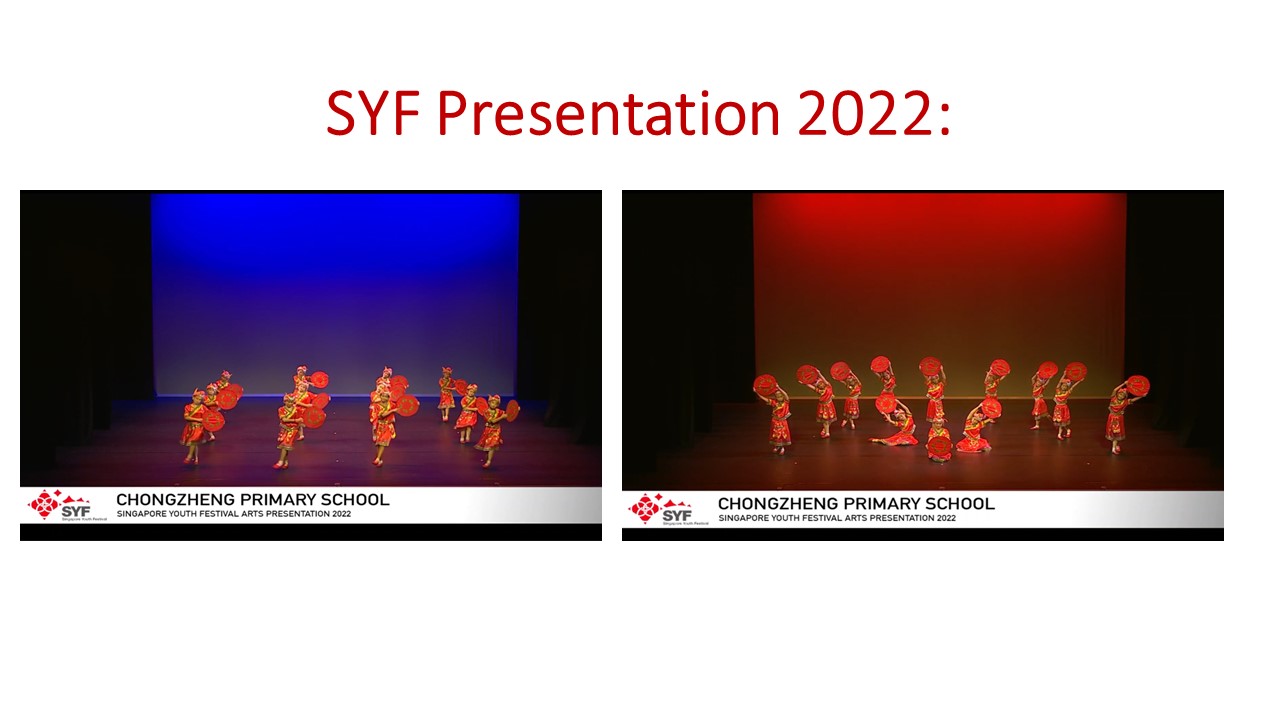 SYF Presentation 2022:
CHONGZHENG PRIMARY SCHOOL
SINGAPORE YOUTH FESTIVAL ARTS PRESENTATION 2022
SYF
Singapore Youth Festival
CHONGZHENG PRIMARY SCHOOL
SINGAPORE YOUTH FESTIVAL ARTS PRESENTATION 2022
SYF
Singapore Youth Festival